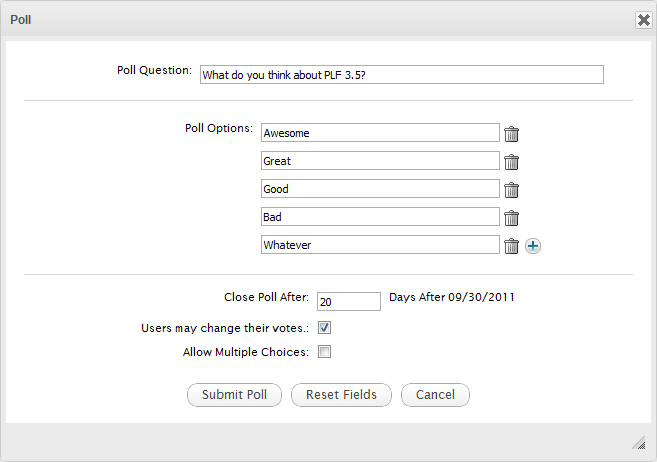 Poll
Poll Question: What do you think about PLF 3.5?
Poll Options: Awesome
Great
Good
Bad
Whatever
Close Poll After: 20 Days After 09/30/2011
Users may change their votes.:
Allow Multiple Choices:
Submit Poll Reset Fields Cancel